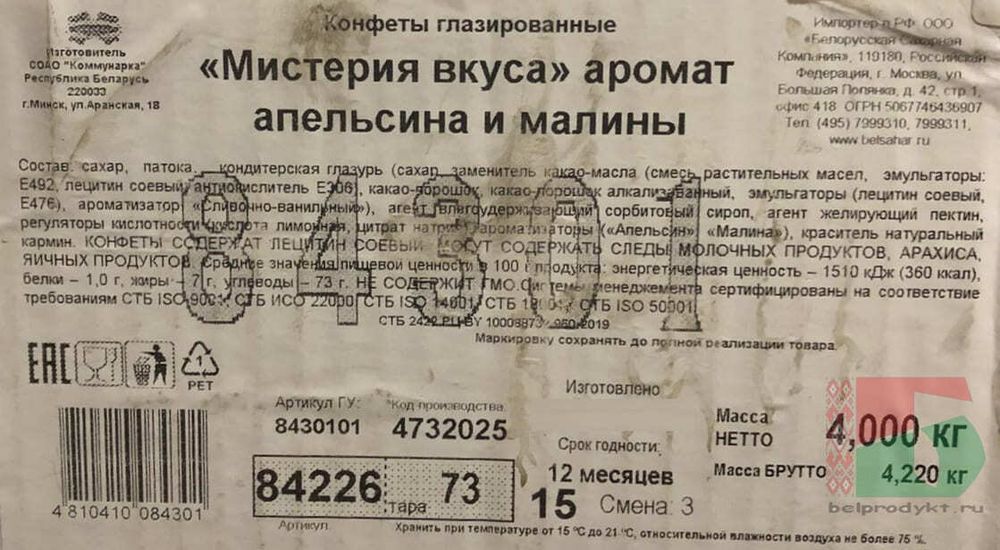 Изготовитель
СОАО "Коммунарка"
Республика Беларусь
220033
г.Минск, ул.Аранская, 18
Конфеты глазированные
«Мистерия вкуса» аромат
апельсина и малины
Импортер в РФ: ООО
«Белорусская Сахарная
Компания», 119180, Российская
Федерация, г. Москва, ул.
Большая Полянка, д. 42, стр.1,
офис 418 ОГРН 5067746436907
Тел. (495) 7999310, 7999311,
www.belsahar.ru
Состав: сахар, патока, кондитерская глазурь (сахар, заменитель какао-масла (смесь растительных масел, эмульгаторы:
Е492, лецитин соевый, антиокислитель Е306), какао-порошок, какао-порошок алкализованный, эмульгаторы (лецитин соевый,
Е476), ароматизатор «Сливочно-ванильный»), агент влагоудерживающий сорбитовый сироп, агент желирующий пектин,
регуляторы кислотности (кислота лимонная, цитрат натрия), ароматизаторы («Апельсин», «Малина»), краситель натуральный
кармин. КОНФЕТЫ СОДЕРЖАТ ЛЕЦИТИН СОЕВЫЙ, МОГУТ СОДЕРЖАТЬ СЛЕДЫ МОЛОЧНЫХ ПРОДУКТОВ, АРАХИСА,
ЯИЧНЫХ ПРОДУКТОВ. Средние значения пищевой ценности в 100 г продукта: энергетическая ценность – 1510 кДж (360 ккал),
белки – 1,0 г, жиры – 7 г, углеводы – 73 г. НЕ СОДЕРЖИТ ГМО. Системы менеджмента сертифицированы на соответствие
требованиям СТБ ISO 9001, СТБ ИСО 22000, СТБ ISO 14001, СТБ 18001, СТБ ISO 50001
84301
СТБ 2422, РЦ BY 100088731.950-2019
Маркировку сохранять до полной реализации товара.
ЕАС
1
PET
Артикул ГУ:
8430101
Код производства
4732025
Изготовлено
Срок годности:
12 месяцев
15 Смена: 3
Масса
НЕТТО 4,000 кг
Масса БРУТТО 4,220 кг
84226 тара 73
Артикул
4 810410 084301
Хранить при температуре от 15 °С до 21 °С, относительной влажности воздуха не более 75 %.
belprodykt.ru